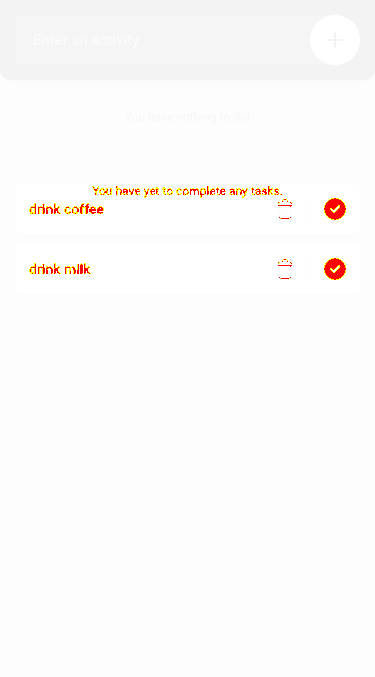 Enter an activity
You have nothing to do!
You have yet to complete any tasks.
drink coffee
drink milk